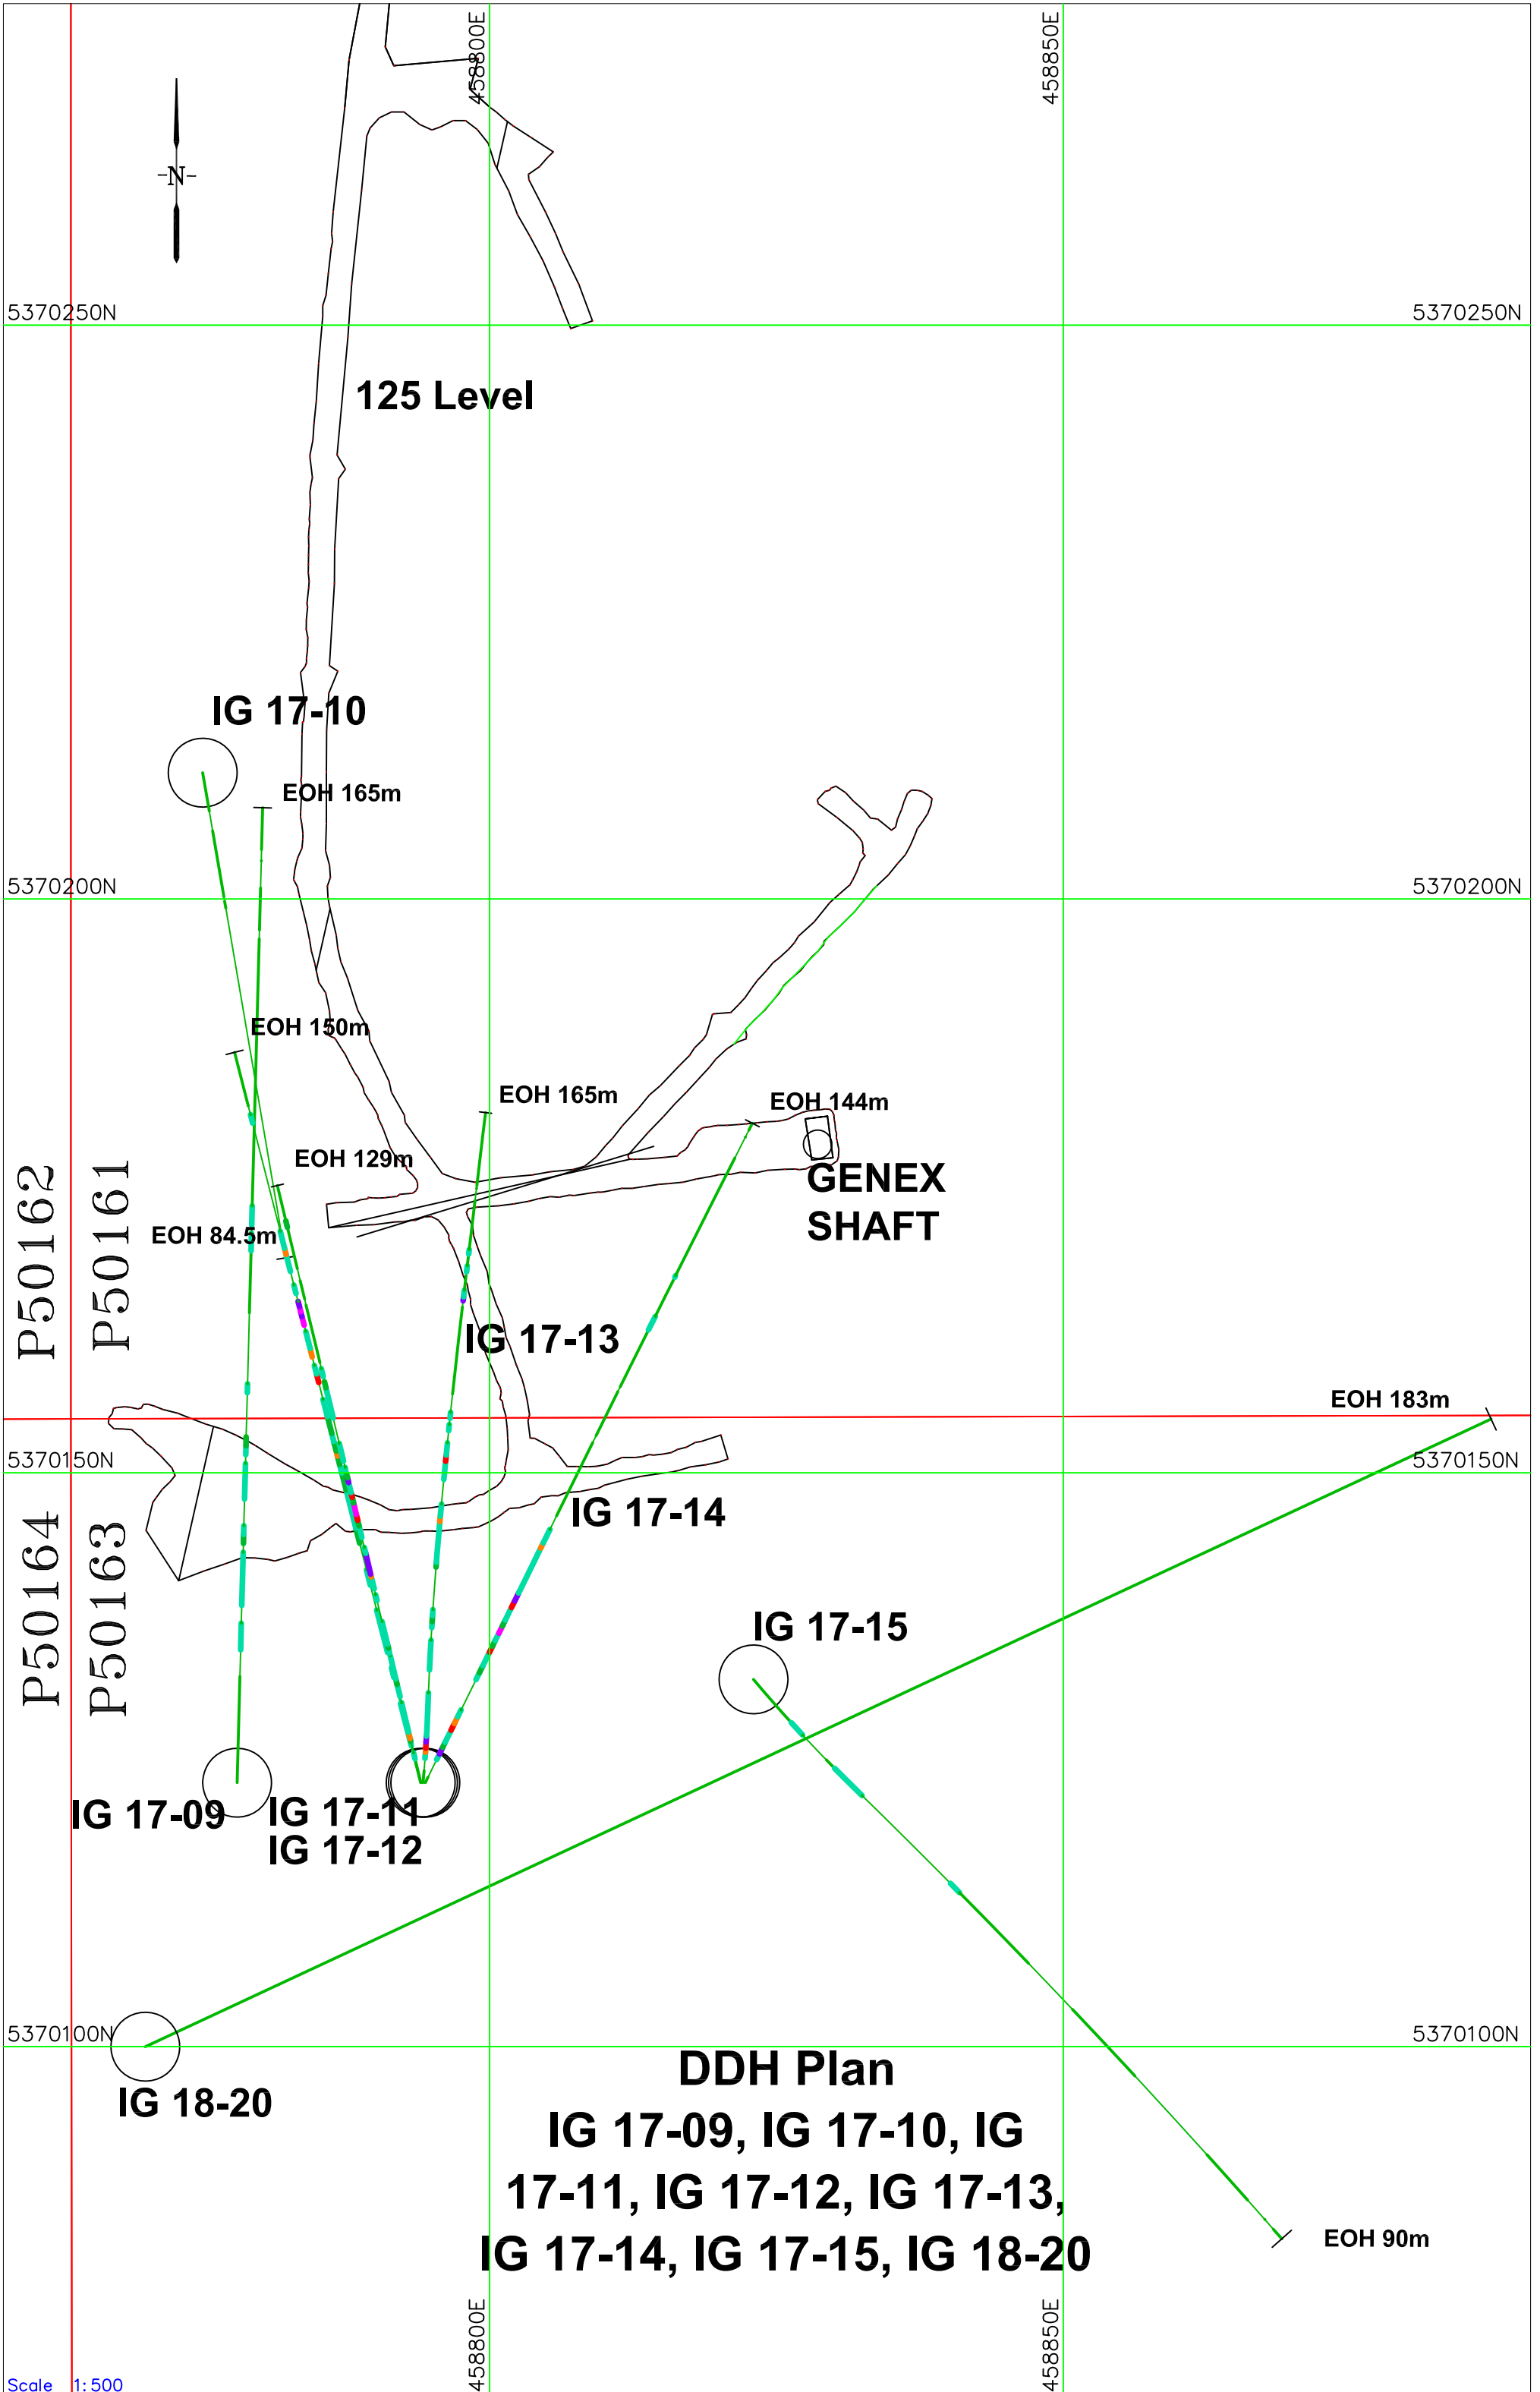 458800E
458850E
-N-
5370250N
5370250N
125 Level
IG 17-10
EOH 165m
5370200N
5370200N
EOH 150m
EOH 165m
EOH 144m
EOH 129m
GENEX
SHAFT
P50162
P50161
EOH 84.5m
IG 17-13
EOH 183m
5370150N
5370150N
IG 17-14
P50164
P50163
IG 17-15
IG 17-09
IG 17-11
IG 17-12
5370100N
5370100N
IG 18-20
DDH Plan
IG 17-09, IG 17-10, IG
17-11, IG 17-12, IG 17-13,
IG 17-14, IG 17-15, IG 18-20
EOH 90m
458800E
458850E
Scale 1:500